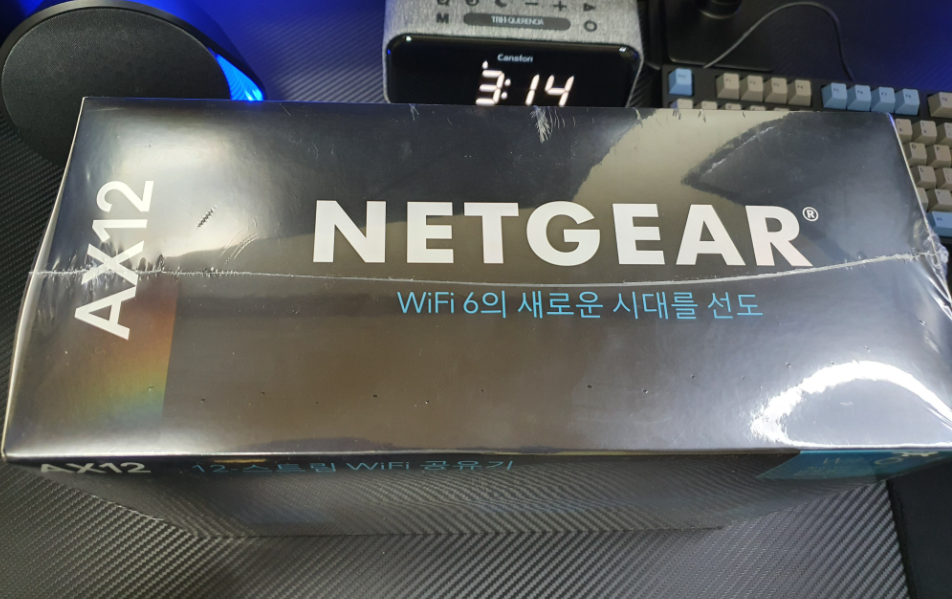 Canston
3:14
AX12
NETGEAR®
WiFi 6의 새로운 시대를 선도
AX12
12-스트림 WiFi 공유기